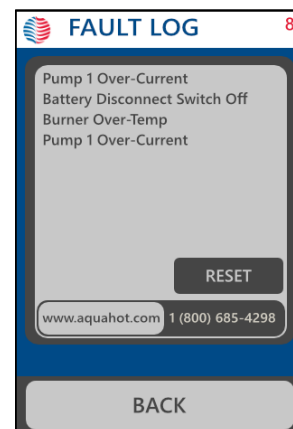 FAULT LOG 8
Pump 1 Over-Current
Battery Disconnect Switch Off
Burner Over-Temp
Pump 1 Over-Current
RESET
www.aquahot.com 1 (800) 685-4298
BACK